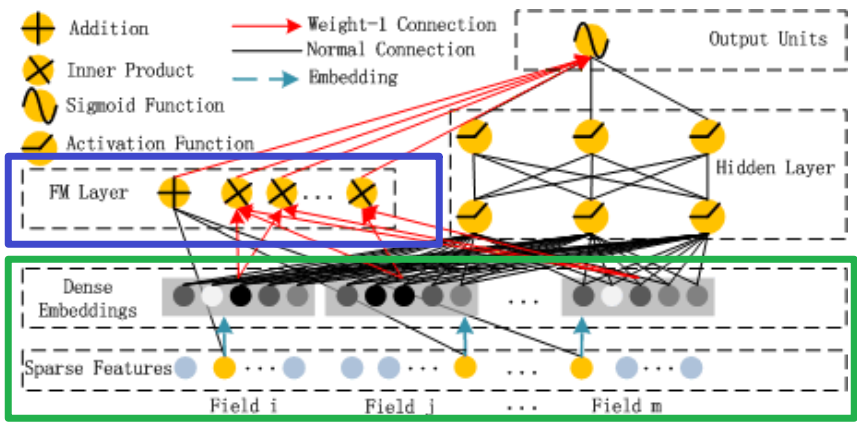 Addition
Inner Product
Sigmoid Function
Activation Function
Weight-1 Connection
Normal Connection
Embedding
Output Units
Hidden Layer
FM Layer
...
Dense
Embeddings
...
Sparse Features
... ... ... ...
Field i Field j ... Field m